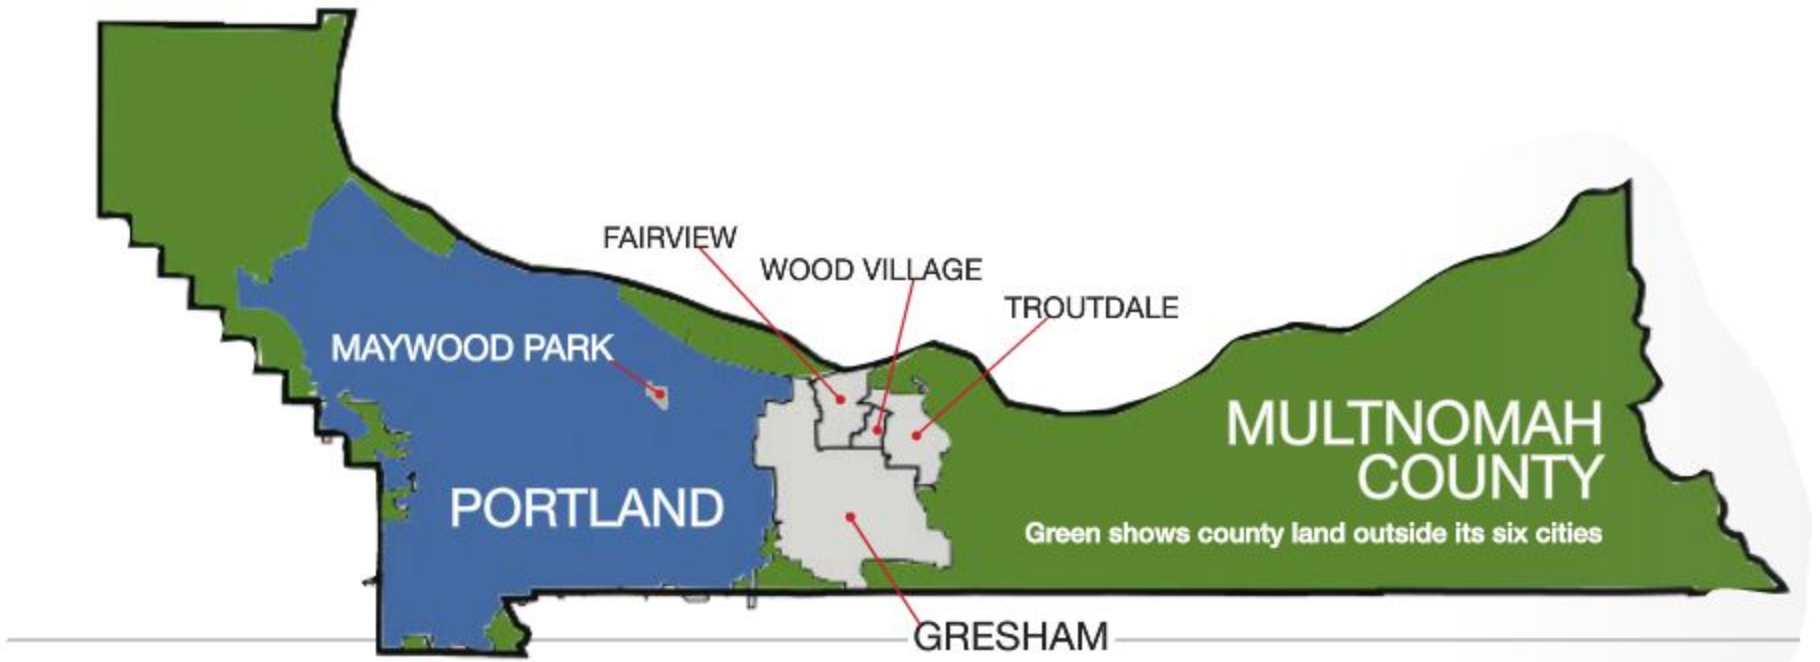 FAIRVIEW
WOOD VILLAGE
TROUTDALE
MAYWOOD PARK
MULTNOMAH
COUNTY
PORTLAND
Green shows county land outside its six cities
GRESHAM